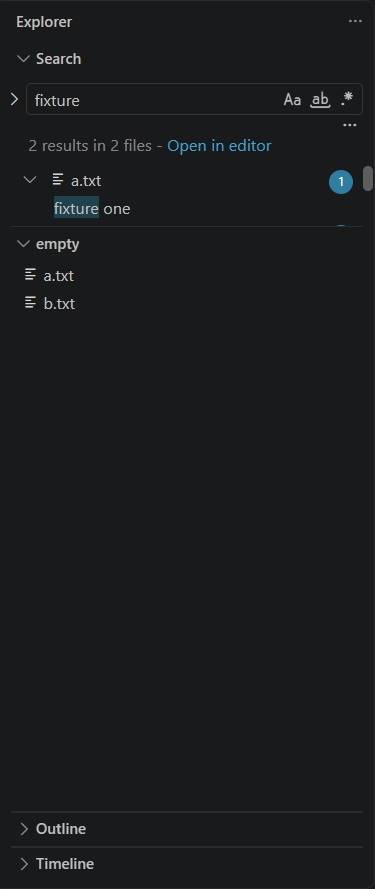 Explorer
Search
fixture Aa ab .*
2 results in 2 files - Open in editor
a.txt 1
fixture one
empty
a.txt
b.txt
Outline
Timeline